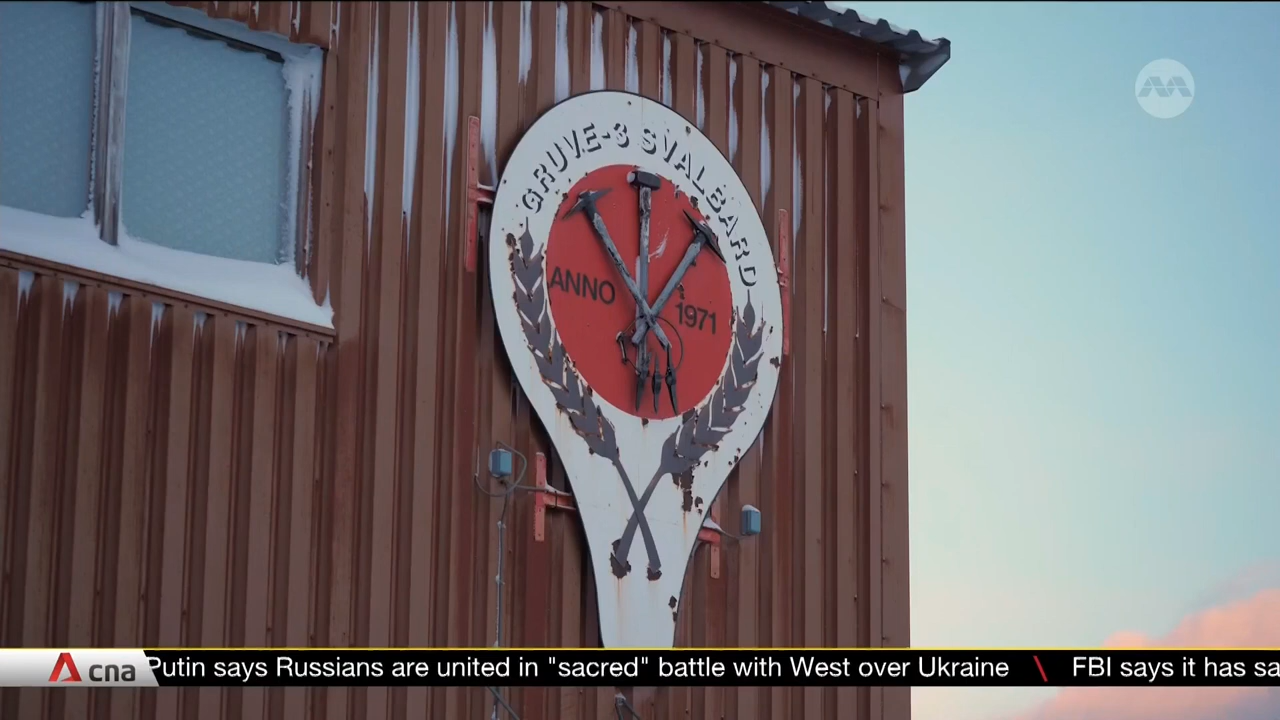 GRUVE-3 SVALBARD
ANNO
1971
cna
Putin says Russians are united in "sacred" battle with West over Ukraine \ FBI says it has sa